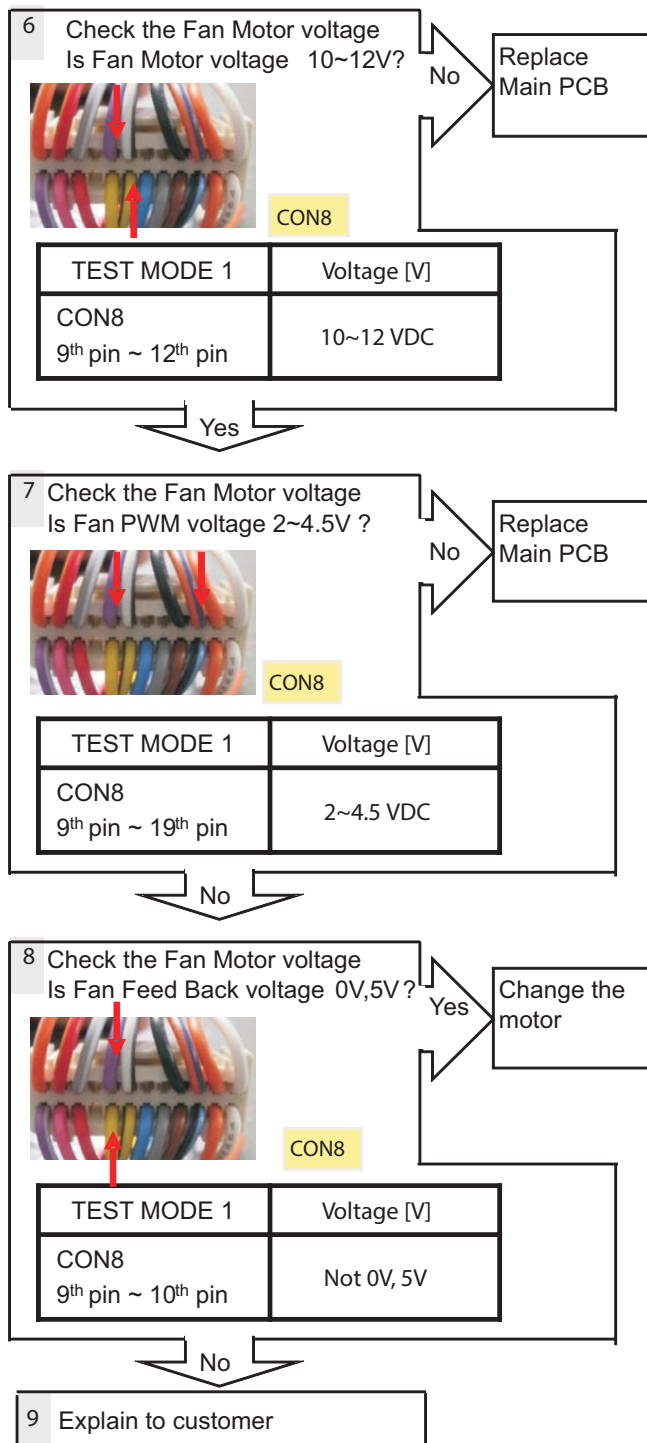 6 Check the Fan Motor voltage
Is Fan Motor voltage 10~12V?
No
Replace
Main PCB
CON8
TEST MODE 1 Voltage [V]
CON8
9th pin ~ 12th pin
10~12 VDC
Yes
7 Check the Fan Motor voltage
Is Fan PWM voltage 2~4.5V ?
No
Replace
Main PCB
CON8
TEST MODE 1 Voltage [V]
CON8
9th pin ~ 19th pin
2~4.5 VDC
No
8 Check the Fan Motor voltage
Is Fan Feed Back voltage 0V,5V ?
Yes
Change the
motor
CON8
TEST MODE 1 Voltage [V]
CON8
9th pin ~ 10th pin
Not 0V, 5V
No
9 Explain to customer